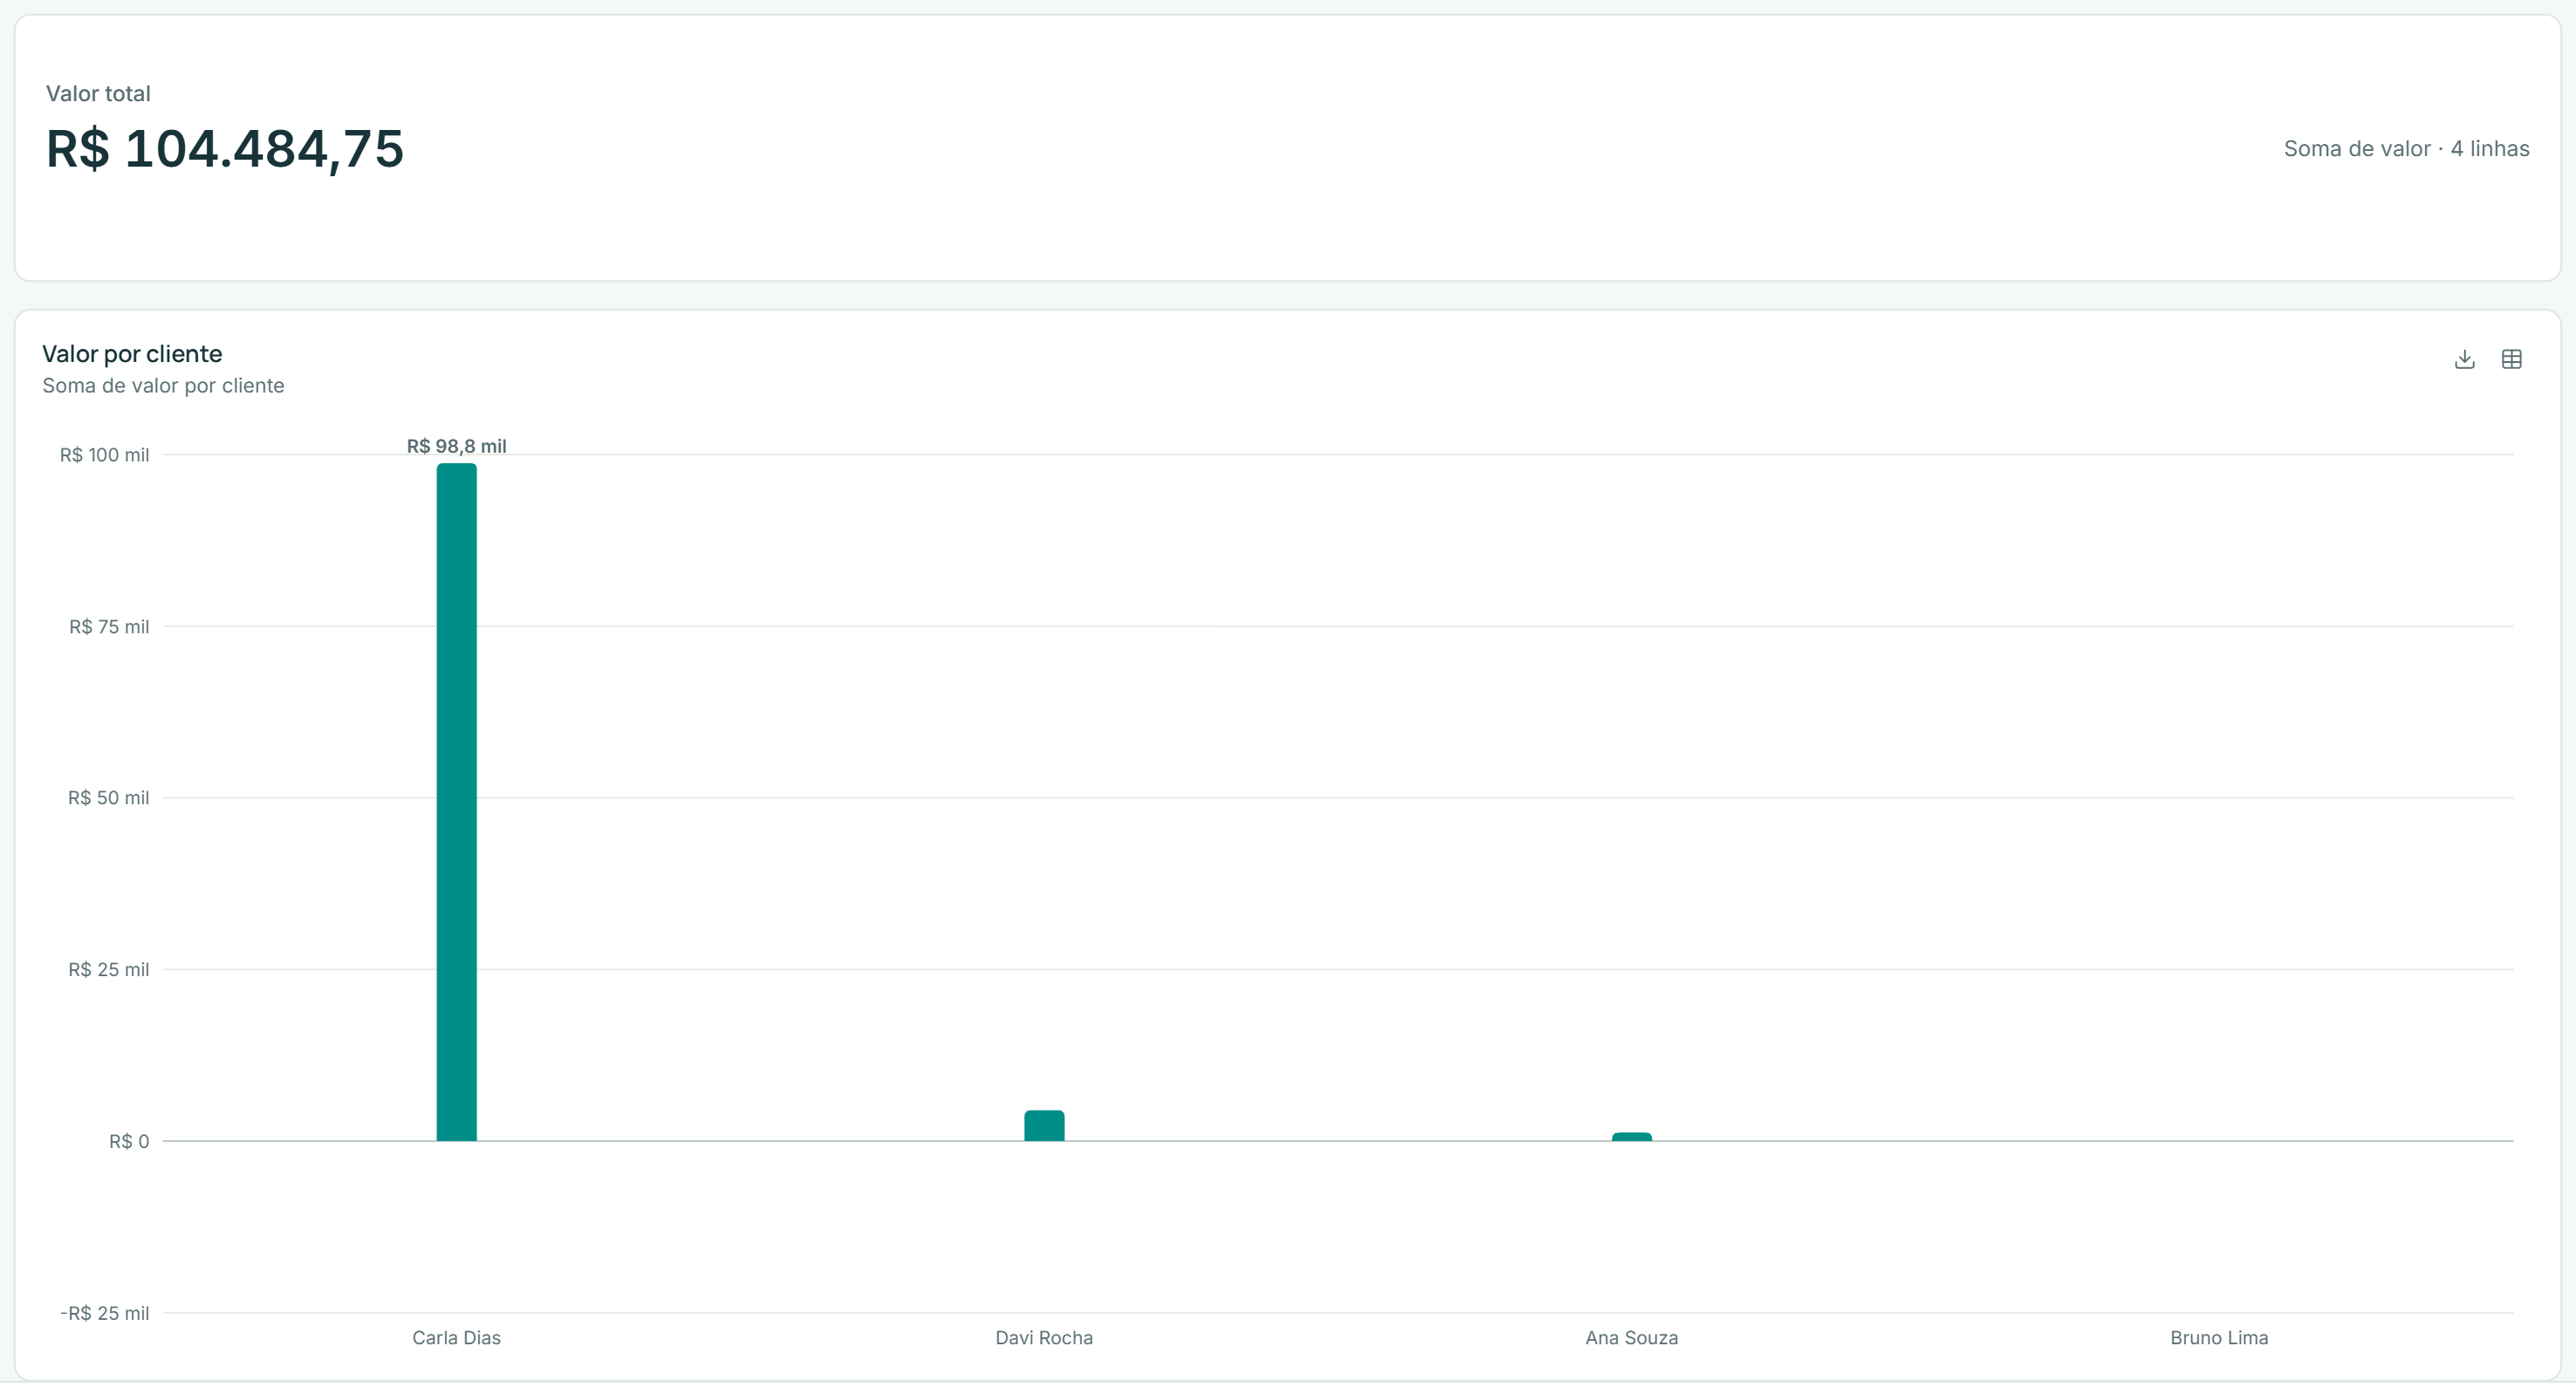 Valor total
R$ 104.484,75
Soma de valor · 4 linhas
Valor por cliente
Soma de valor por cliente
R$ 98,8 mil
R$ 100 mil
R$ 75 mil
R$ 50 mil
R$ 25 mil
R$ 0
-R$ 25 mil
Carla Dias
Davi Rocha
Ana Souza
Bruno Lima